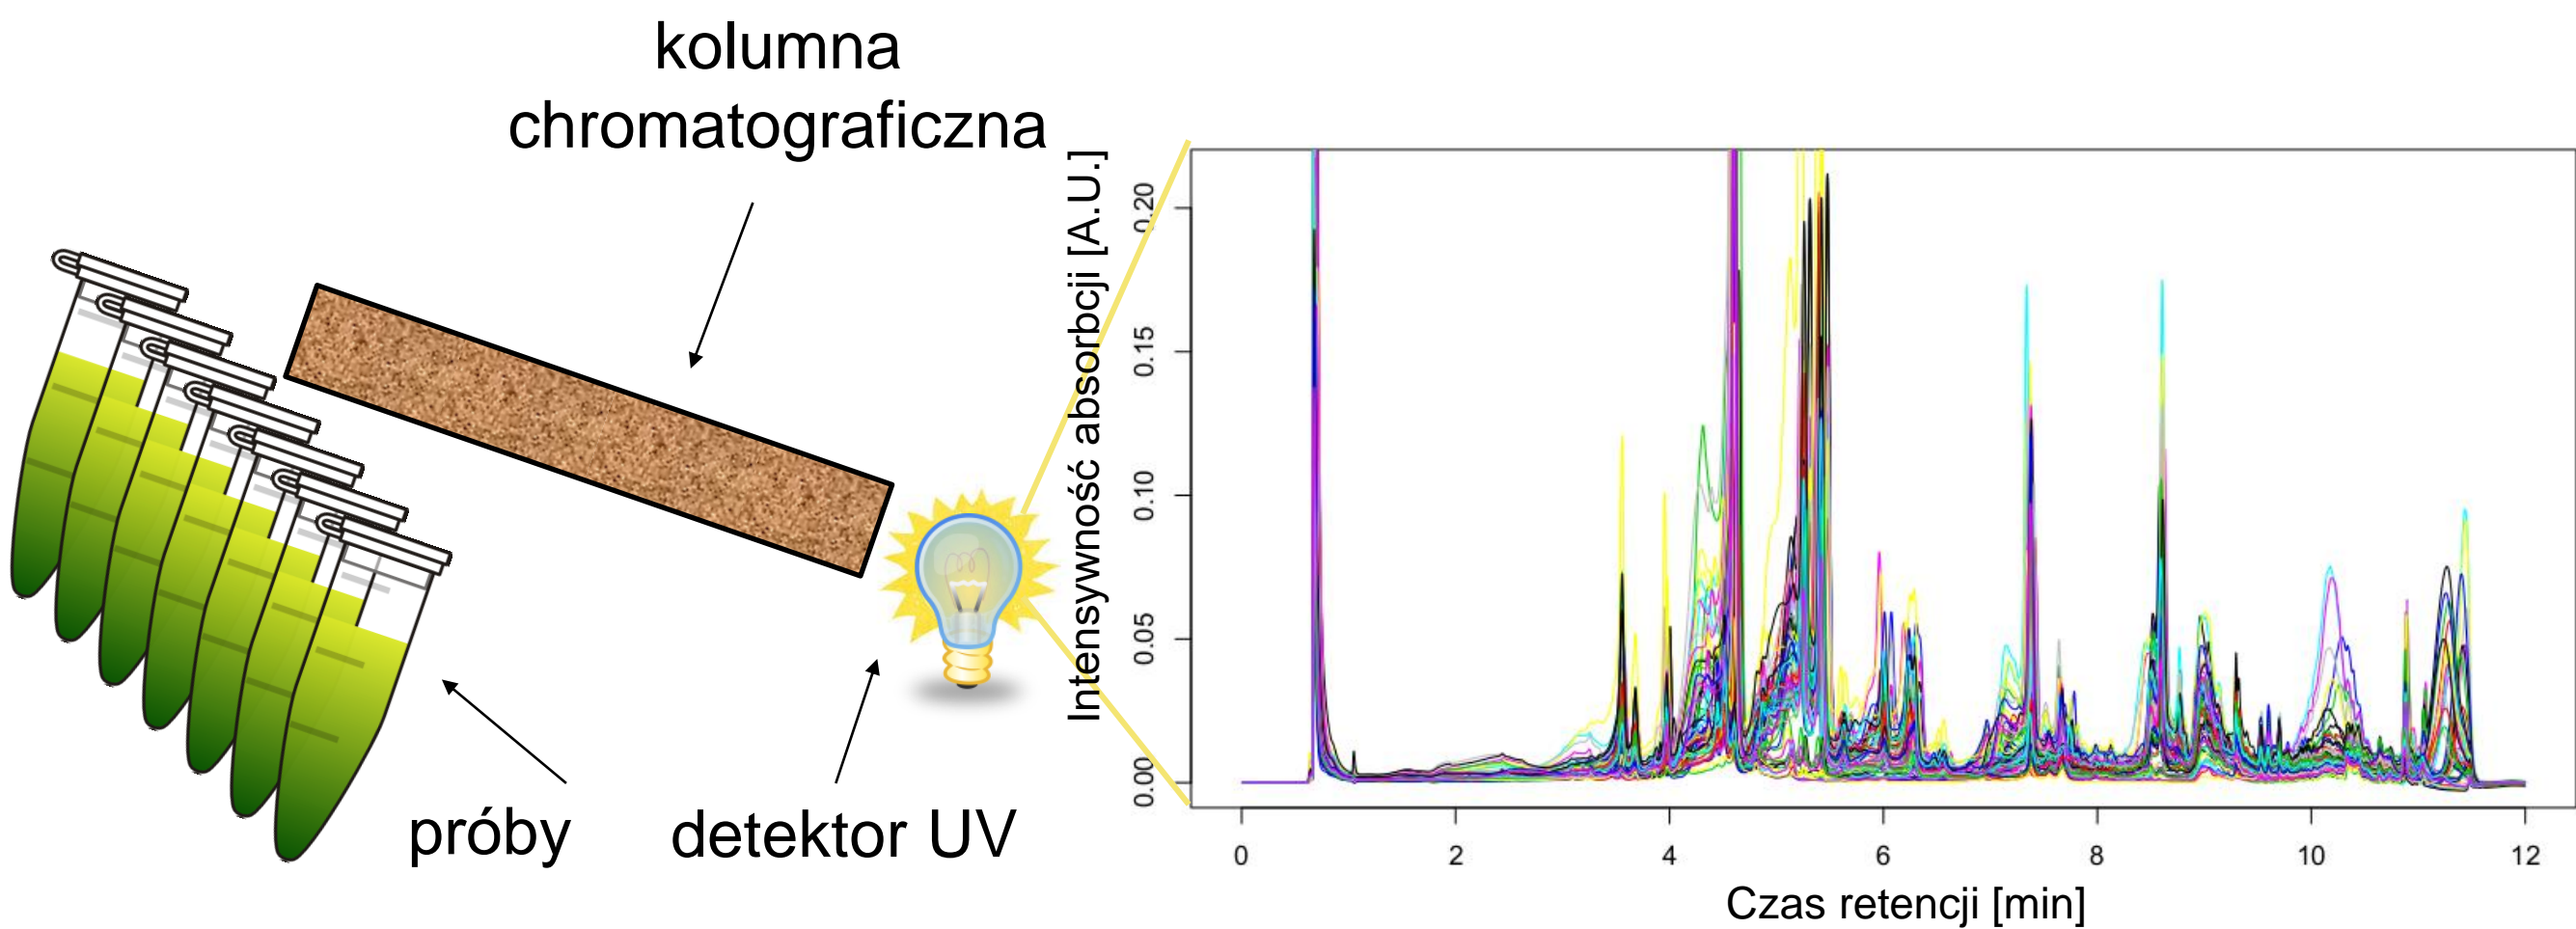 kolumna
chromatograficzna
próby
detektor UV
Intensywność absorbcji [A.U.]
0.20
0.15
0.10
0.05
0.00
0 2 4 6 8 10 12
Czas retencji [min]